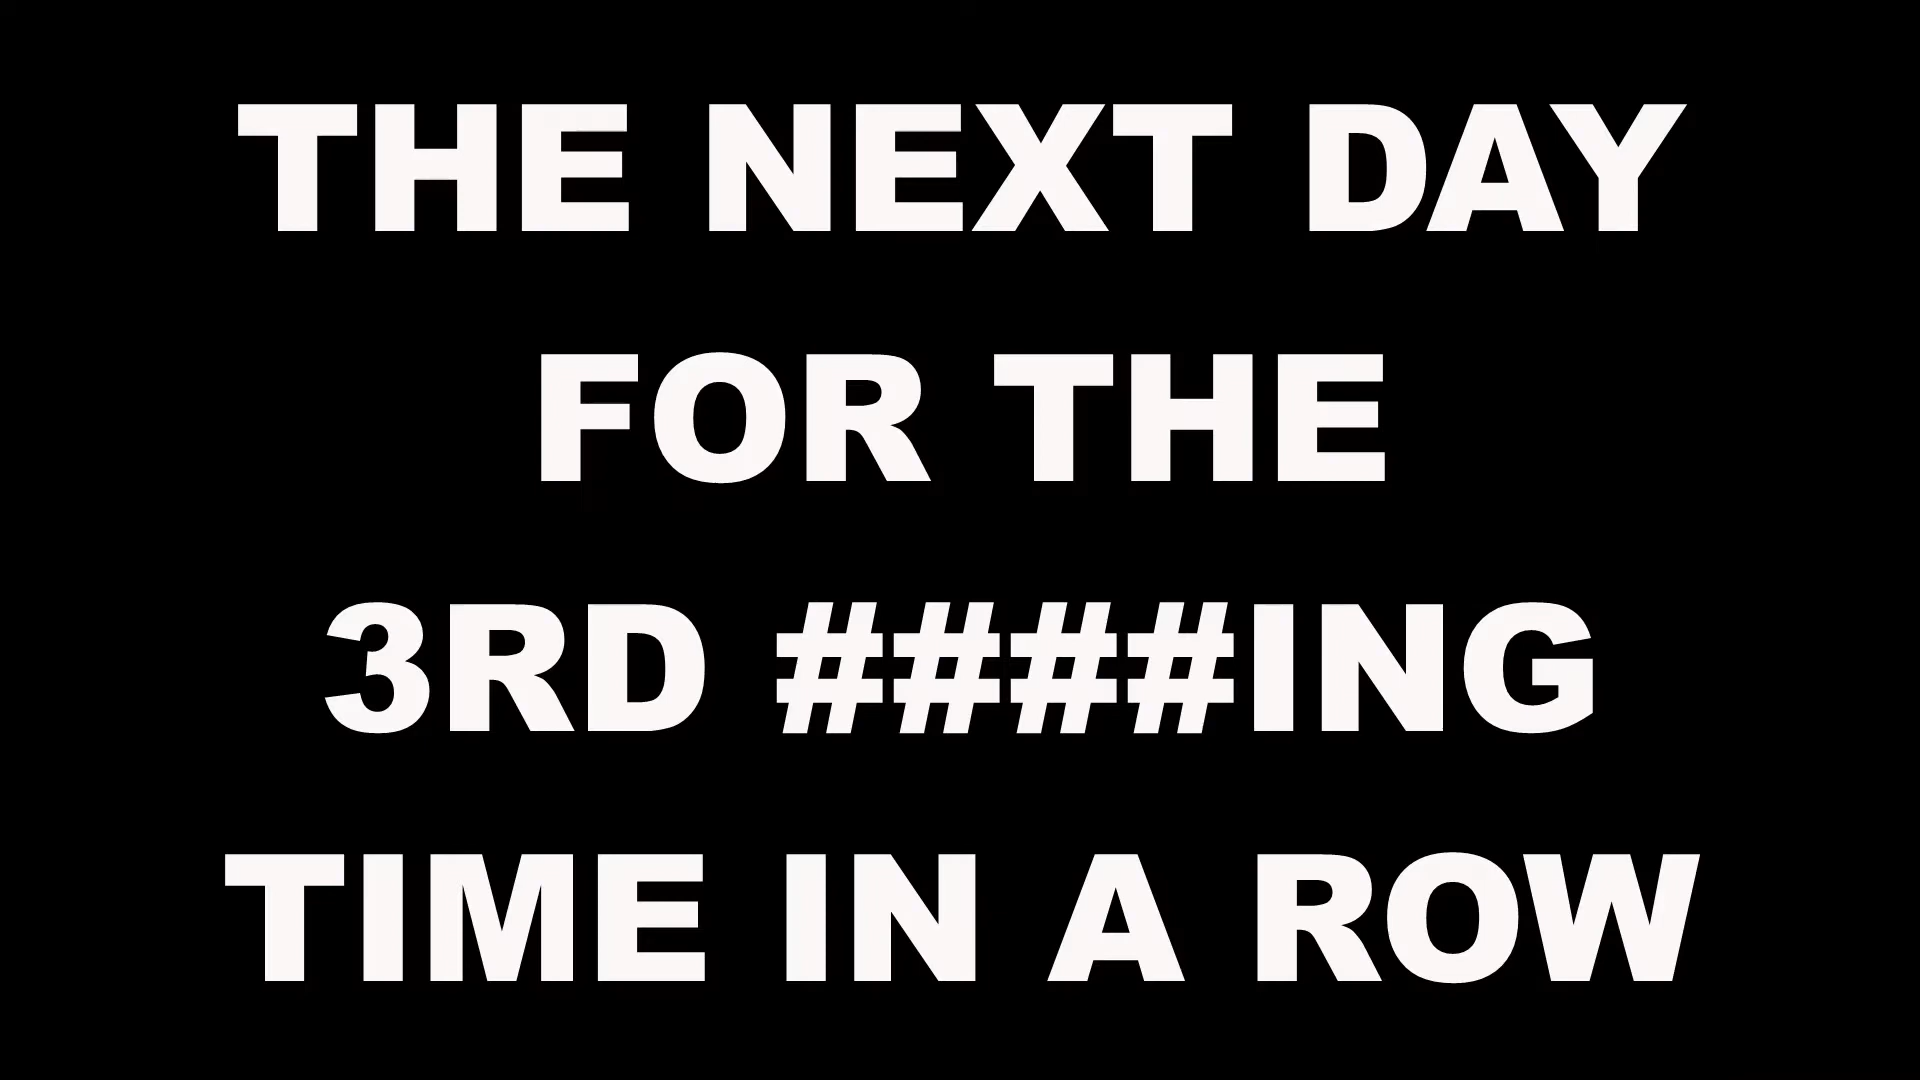 THE NEXT DAY
FOR THE
3RD ####ING
TIME IN A ROW